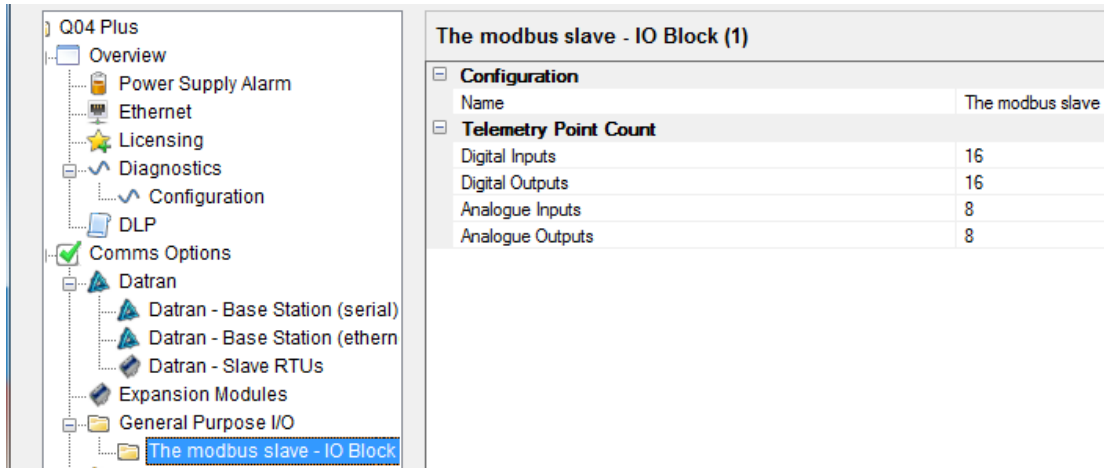 Q04 Plus
Overview
Power Supply Alarm
Ethernet
Licensing
Diagnostics
Configuration
DLP
Comms Options
Datran
Datran - Base Station (serial)
Datran - Base Station (ethern
Datran - Slave RTUs
Expansion Modules
General Purpose I/O
The modbus slave - IO Block
The modbus slave - IO Block (1)
Configuration
Name The modbus slave
Telemetry Point Count
Digital Inputs 16
Digital Outputs 16
Analogue Inputs 8
Analogue Outputs 8